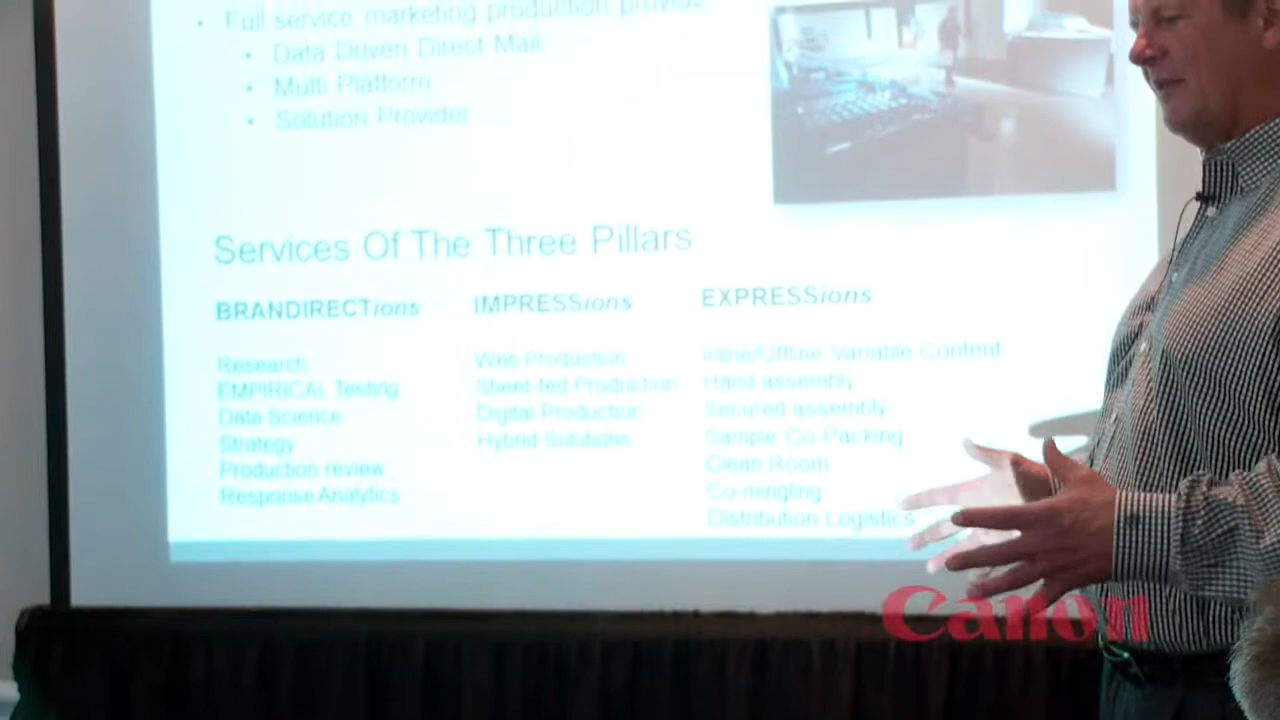 • Full service marketing production
• Data Driven Direct Mail
• Multi Platform
• Solution Provider
Services Of The Three Pillars
BRANDIRECTions
Research
EMPIRICAL Testing
Data Science
Strategy
Production review
Response Analytics
IMPRESSions
Web Production
Sheet-fed Production
Digital Production
Hybrid Solutions
EXPRESSions
Inline/Offline Variable Content
Hand assembly
Secured assembly
Sample Co-Packing
Clean Room
Co-mingling
Distribution Logistics
Canon